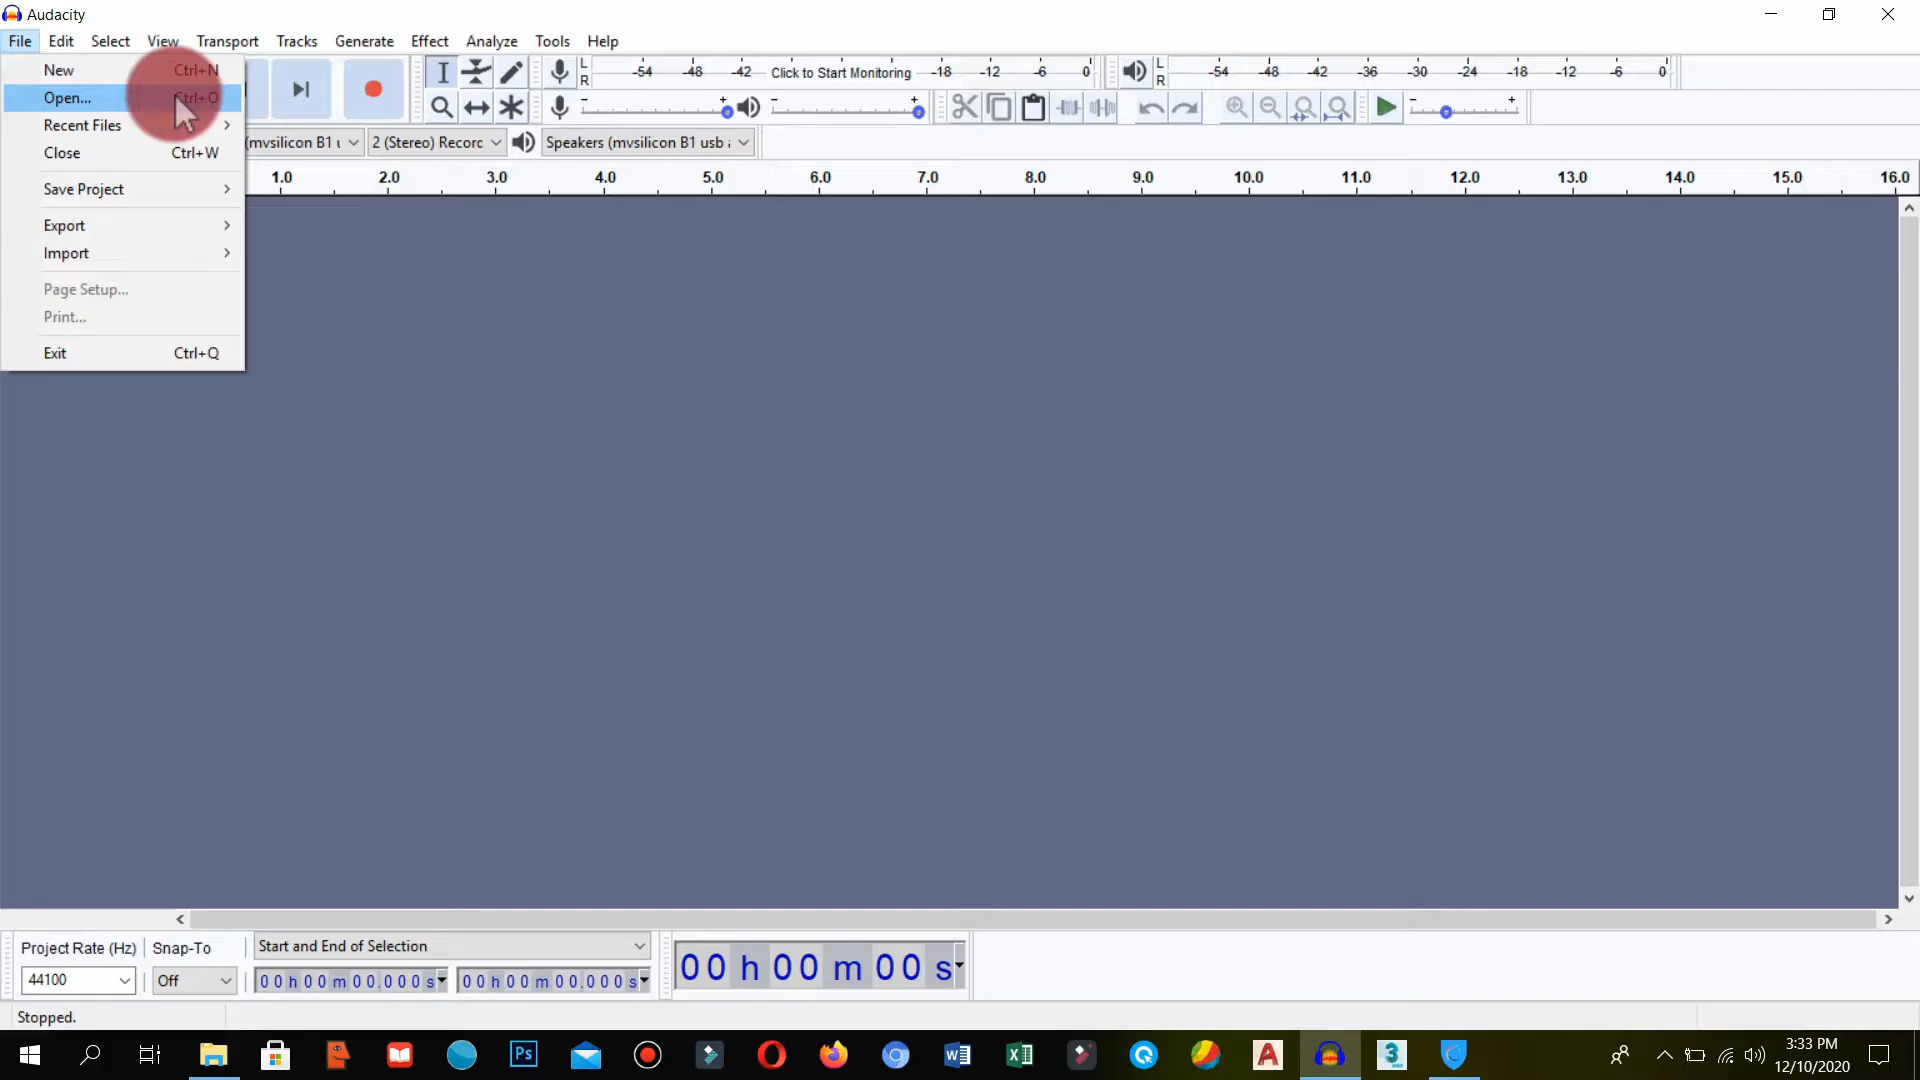 Audacity
File Edit Select View Transport Tracks Generate Effect Analyze Tools Help
New Ctrl+N
Open... Ctrl+O
Recent Files
Close Ctrl+W
Save Project
Export
Import
Page Setup...
Print...
Exit Ctrl+Q
L
R
-54 -48 -42 Click to Start Monitoring -18 -12 -6 0
L
R
-54 -48 -42 -36 -30 -24 -18 -12 -6 0
- + - + - +
(mvsilicon B1 u 2 (Stereo) Recorc Speakers (mvsilicon B1 usb a
1.0 2.0 3.0 4.0 5.0 6.0 7.0 8.0 9.0 10.0 11.0 12.0 13.0 14.0 15.0 16.0
Project Rate (Hz) Snap-To Start and End of Selection
44100 Off 00 h 00 m 00.000 s 00 h 00 m 00.000 s 00 h 00 m 00 s
Stopped.
Ps
3
MAX
3:33 PM
12/10/2020